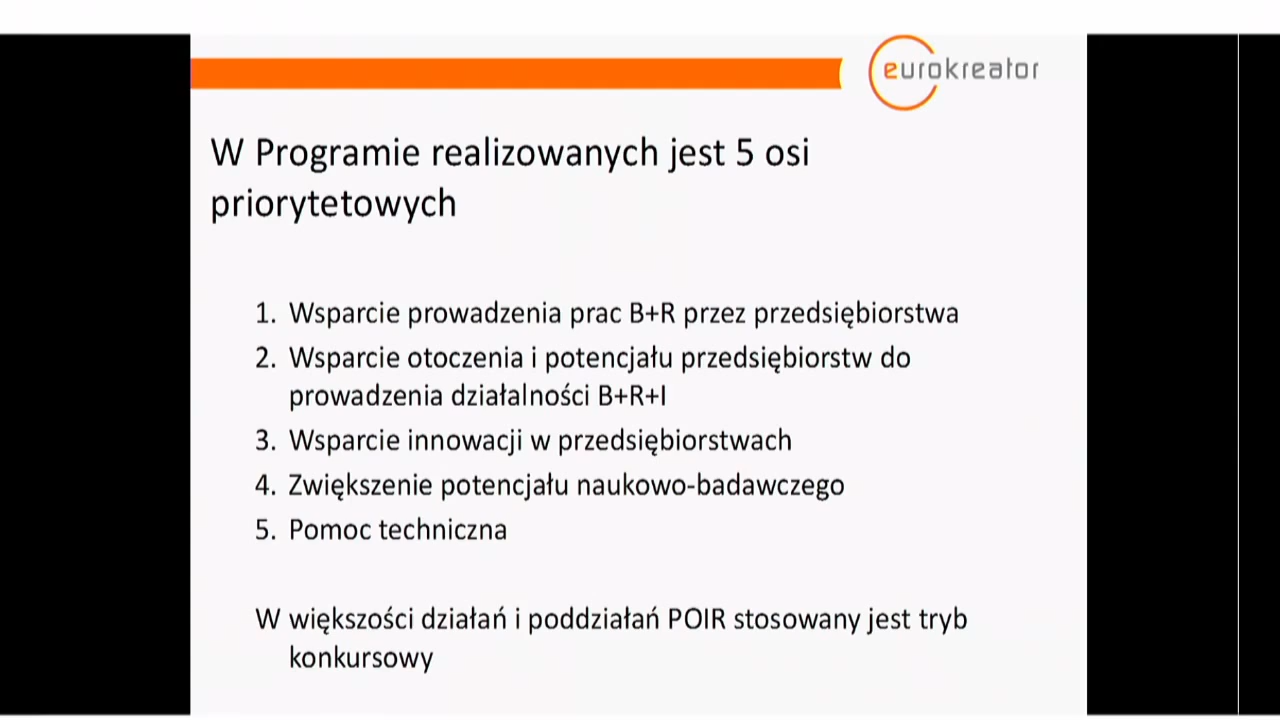 eurokreator
W Programie realizowanych jest 5 osi
priorytetowych
1. Wsparcie prowadzenia prac B+R przez przedsiębiorstwa
2. Wsparcie otoczenia i potencjału przedsiębiorstw do
prowadzenia działalności B+R+I
3. Wsparcie innowacji w przedsiębiorstwach
4. Zwiększenie potencjału naukowo-badawczego
5. Pomoc techniczna
W większości działań i poddziałań POIR stosowany jest tryb
konkursowy